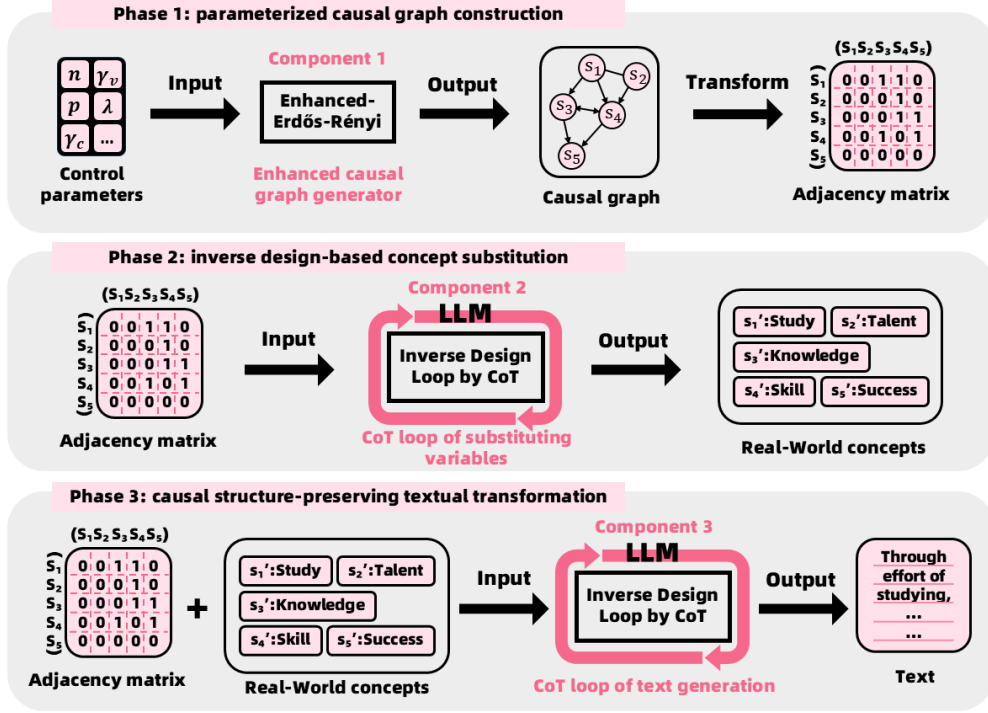 Phase 1: parameterized causal graph construction
n γv
p λ
γc ...
Control
parameters
Input
Component 1
Enhanced-
Erdős-Rényi
Enhanced causal
graph generator
Output
S1
S2
S3
S4
S5
Causal graph
Transform
(S1S2S3S4S5)
(S1 S2 S3 S4 S5)
0 0 1 1 0
0 0 0 1 0
0 0 0 1 1
0 0 1 0 1
0 0 0 0 0
Adjacency matrix
Phase 2: inverse design-based concept substitution
(S1S2S3S4S5)
(S1 S2 S3 S4 S5)
0 0 1 1 0
0 0 0 1 0
0 0 0 1 1
0 0 1 0 1
0 0 0 0 0
Adjacency matrix
Input
Component 2
LLM
Inverse Design
Loop by CoT
CoT loop of substituting
variables
Output
s1′:Study s2′:Talent
s3′:Knowledge
s4′:Skill s5′:Success
Real-World concepts
Phase 3: causal structure-preserving textual transformation
(S1S2S3S4S5)
(S1 S2 S3 S4 S5)
0 0 1 1 0
0 0 0 1 0
0 0 0 1 1
0 0 1 0 1
0 0 0 0 0
Adjacency matrix
+
s1′:Study s2′:Talent
s3′:Knowledge
s4′:Skill s5′:Success
Real-World concepts
Input
Component 3
LLM
Inverse Design
Loop by CoT
CoT loop of text generation
Output
Through
effort of
studying,
...
...
Text